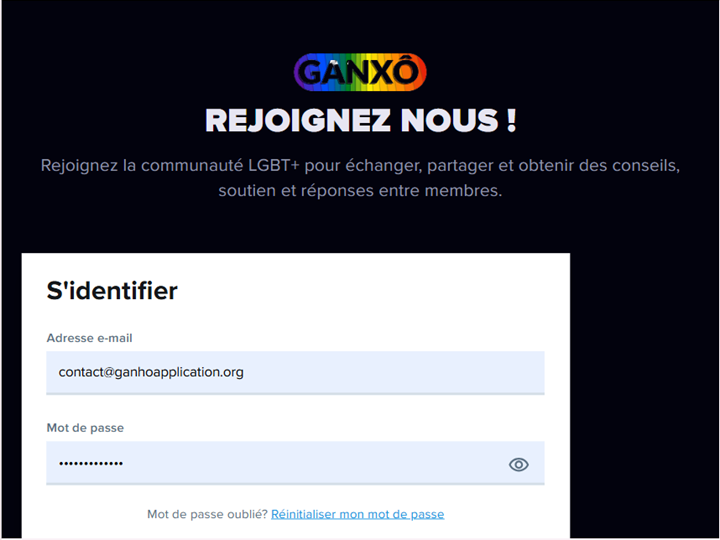 GANXÔ
REJOIGNEZ NOUS !
Rejoignez la communauté LGBT+ pour échanger, partager et obtenir des conseils,
soutien et réponses entre membres.
S'identifier
Adresse e-mail
contact@ganhoapplication.org
Mot de passe
•••••••••••••
Mot de passe oublié? Réinitialiser mon mot de passe